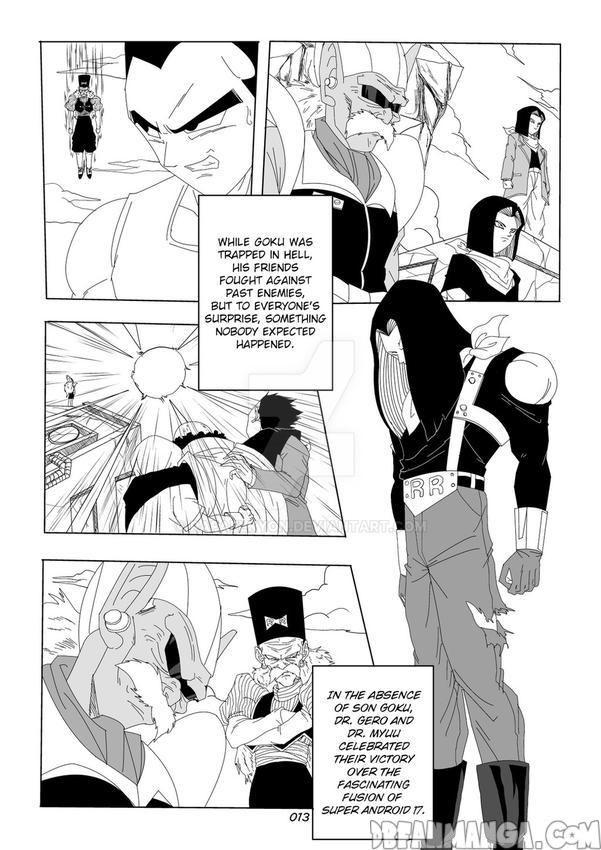 WHILE GOKU WAS
TRAPPED IN HELL,
HIS FRIENDS
FOUGHT AGAINST
PAST ENEMIES,
BUT TO EVERYONE'S
SURPRISE, SOMETHING
NOBODY EXPECTED
HAPPENED.
.DEVIANTART.COM
RR
IN THE ABSENCE
OF SON GOKU,
DR. GERO AND
DR. MYUU
CELEBRATED
THEIR VICTORY
OVER THE
FASCINATING
FUSION OF
SUPER ANDROID 17.
013
DBFANMANGA.COM